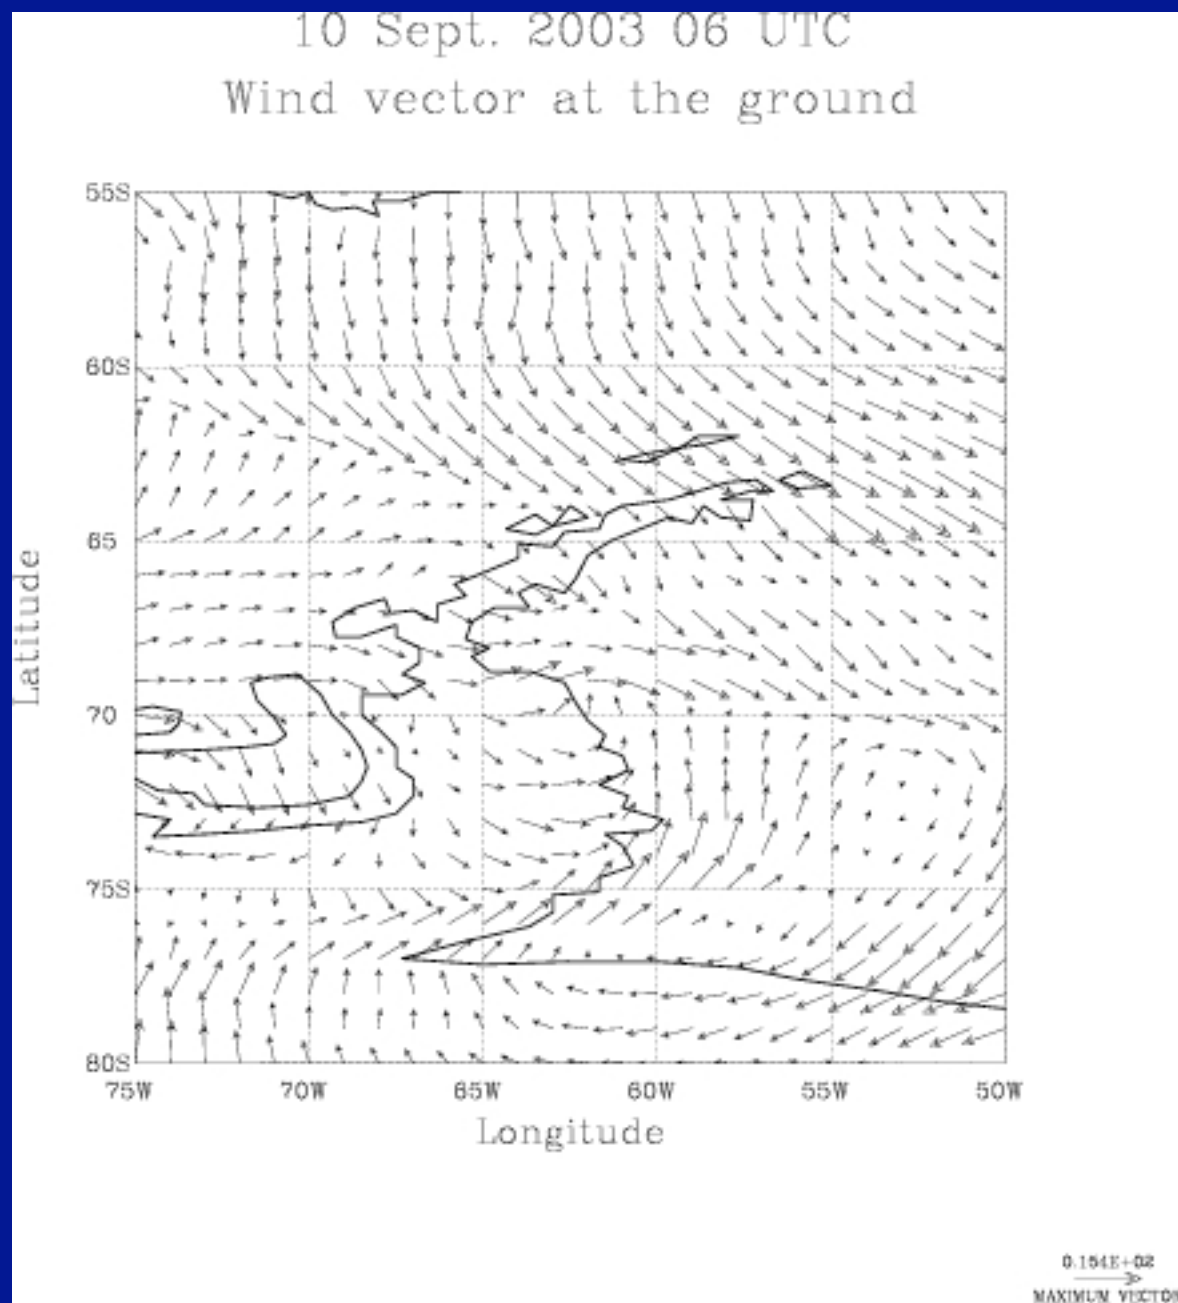 10 Sept. 2003 06 UTC
Wind vector at the ground
55S
60S
65
70
75S
80S
Latitude
75W 70W 65W 60W 55W 50W
Longitude
0.154E+02
MAXIMUM VECTOR